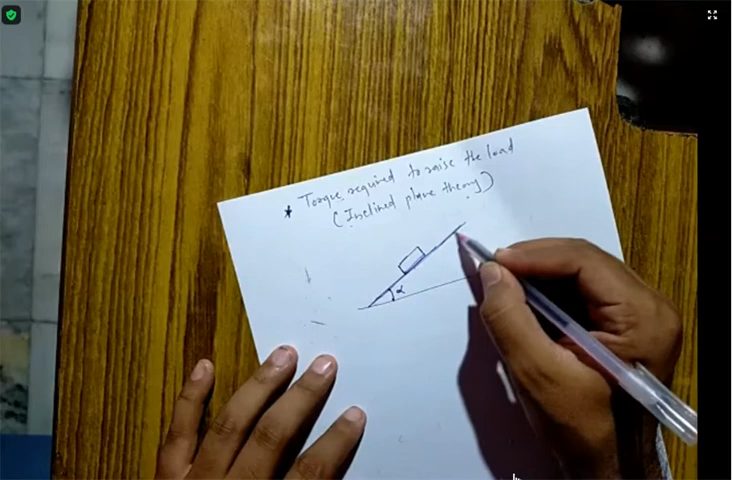 * Torque required to raise the load
(Inclined plane theory)
α